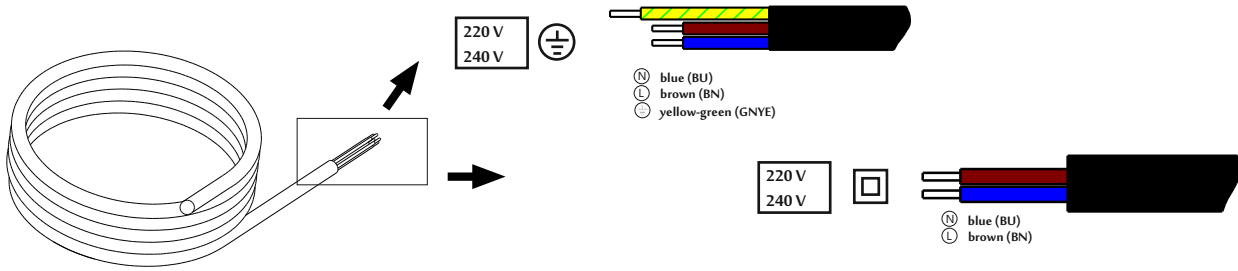 220 V
240 V
N blue (BU)
L brown (BN)
yellow-green (GNYE)
220 V
240 V
N blue (BU)
L brown (BN)